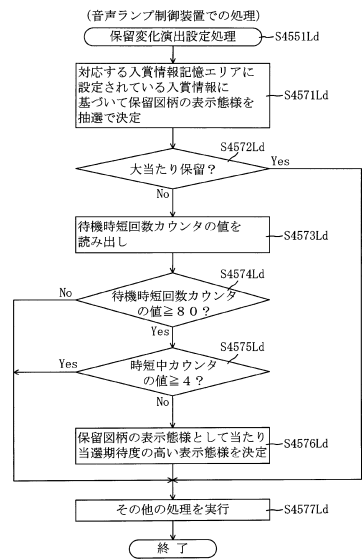 (音声ランプ制御装置での処理)
保留変化演出設定処理
S4551Ld
対応する入賞情報記憶エリアに
設定されている入賞情報に
基づいて保留図柄の表示態様を
抽選で決定
S4571Ld
S4572Ld
大当たり保留?
Yes
No
待機時短回数カウンタの値を
読み出し
S4573Ld
S4574Ld
No
待機時短回数カウンタ
の値≧80?
Yes
S4575Ld
Yes
時短中カウンタ
の値≧4?
No
保留図柄の表示態様として当たり
当選期待度の高い表示態様を決定
S4576Ld
その他の処理を実行
S4577Ld
終了